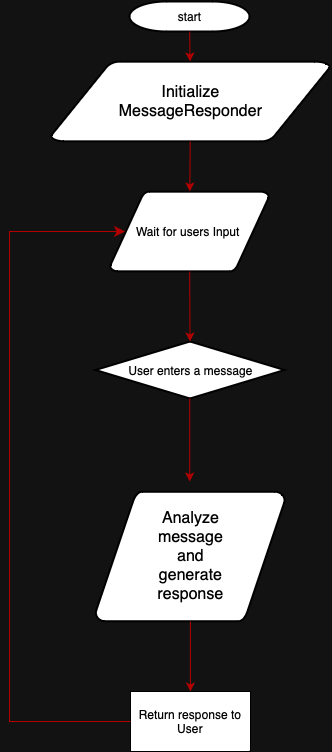 start
Initialize
MessageResponder
Wait for users Input
User enters a message
Analyze
message
and
generate
response
Return response to
User